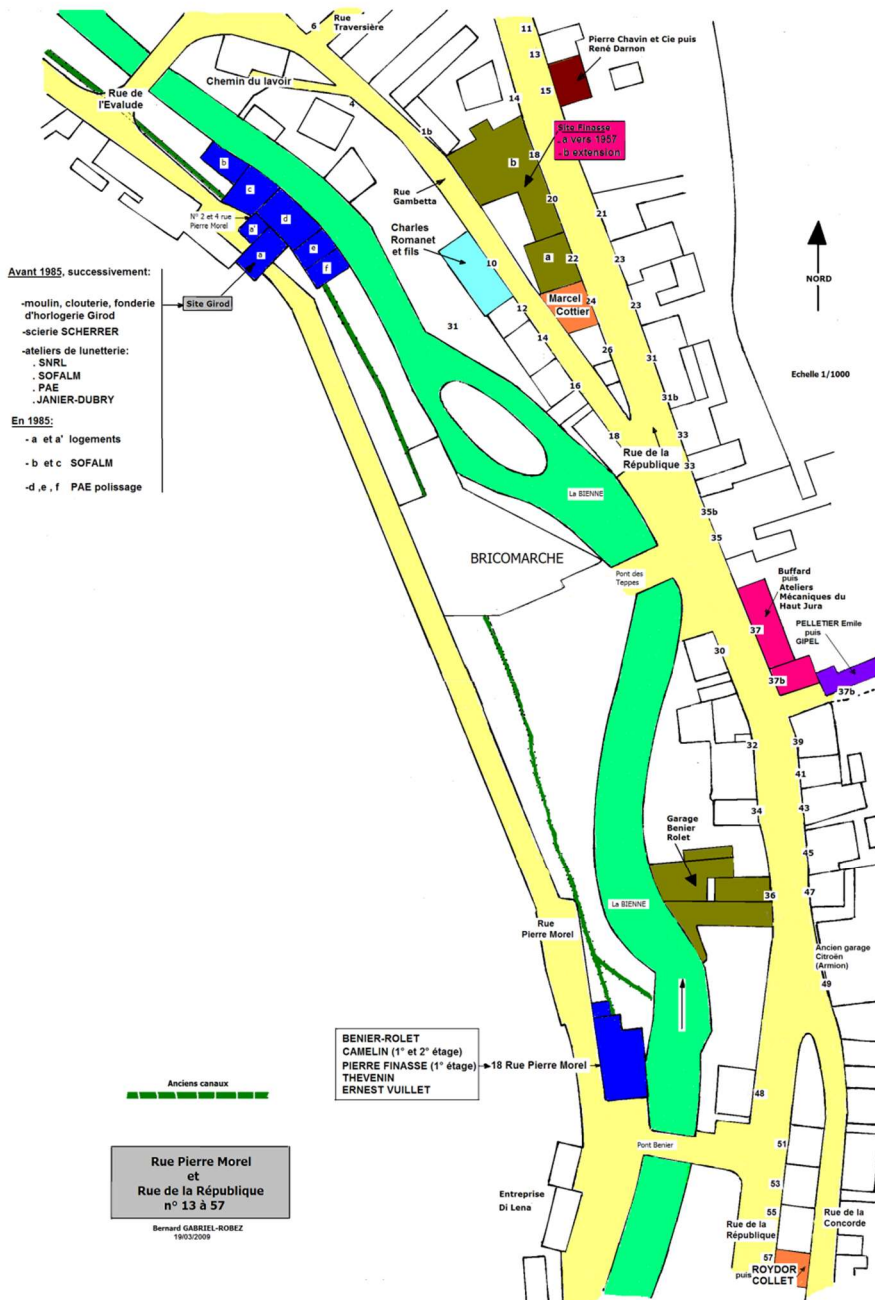 6
Rue
Traversière
11
Pierre Chavin et Cie puis
René Darnon
13
15
Chemin du lavoir
Rue de
l'Evalude
4
14
1b
Site Finasse
-a vers 1957
-b extension
b
18
b
c
Rue
Gambetta
20
21
N° 2 et 4 rue
Pierre Morel
a'
d
a
e
f
Charles
Romanet
et fils
10
a
22
23
Avant 1985, successivement:
-moulin, clouterie, fonderie
d'horlogerie Girod
-scierie SCHERRER
-ateliers de lunetterie:
. SNRL
. SOFALM
. PAE
. JANIER-DUBRY
En 1985:
- a et a' logements
- b et c SOFALM
-d ,e , f PAE polissage
Site Girod
NORD
Marcel
Cottier
24
12
23
31
14
26
31
Echelle 1/1000
16
31b
18
33
Rue de la
République
33
La BIENNE
35b
35
BRICOMARCHE
Pont des
Teppes
Buffard
puis
Ateliers
Mécaniques du
Haut Jura
PELLETIER Emile
puis
GIPEL
37
30
37b
37b
32
39
41
34
43
Garage
Benier
Rolet
45
36
47
La BIENNE
Rue
Pierre Morel
Ancien garage
Citroën
(Armion)
49
BENIER-ROLET
CAMELIN (1° et 2° étage)
PIERRE FINASSE (1° étage)
THEVENIN
ERNEST VUILLET
18 Rue Pierre Morel
Anciens canaux
48
51
Pont Benier
Rue Pierre Morel
et
Rue de la République
n° 13 à 57
Bernard GABRIEL-ROBEZ
19/03/2009
53
Entreprise
Di Lena
55
Rue de la
République
Rue de la
Concorde
57
puis
ROYDOR
COLLET